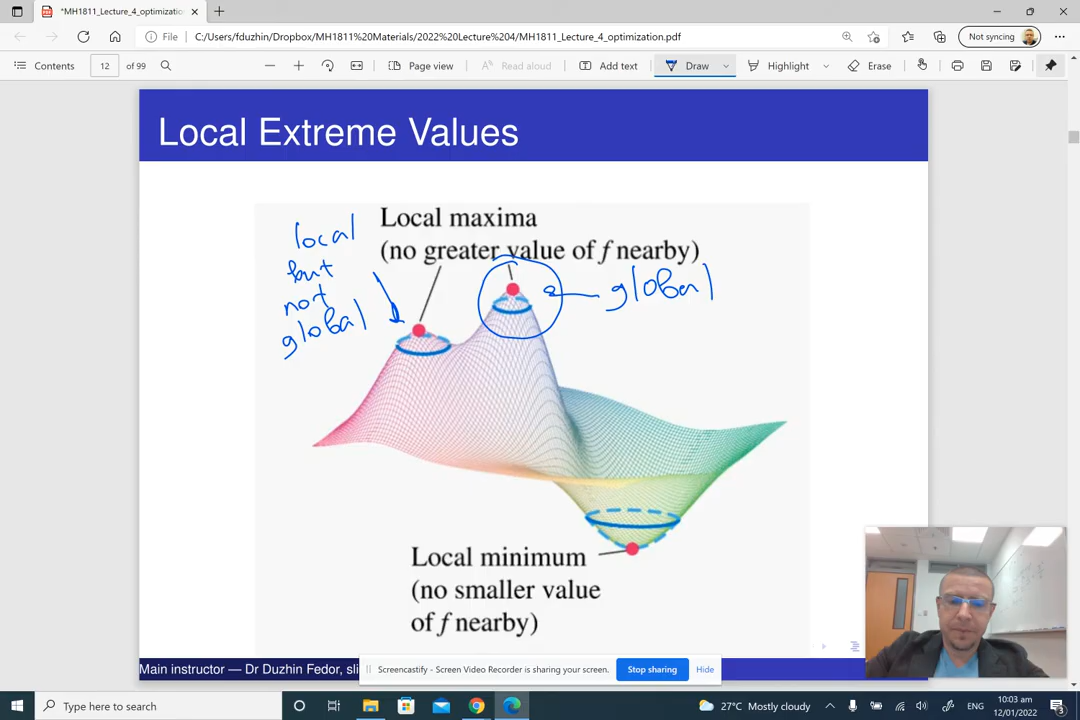 *MH1811_Lecture_4_optimizatio
File
C:/Users/fduzhin/Dropbox/MH1811%20Materials/2022%20Lecture%204/MH1811_Lecture_4_optimization.pdf
Not syncing
Contents
12 of 99
Page view
Read aloud
Add text
Draw
Highlight
Erase
Local Extreme Values
Local maxima
(no greater value of f nearby)
local
but
not
global
global
Local minimum
(no smaller value
of f nearby)
Main instructor — Dr Duzhin Fedor, sli
Screencastify - Screen Video Recorder is sharing your screen.
Stop sharing
Hide
Type here to search
27°C Mostly cloudy
ENG
10:03 am
12/01/2022
3